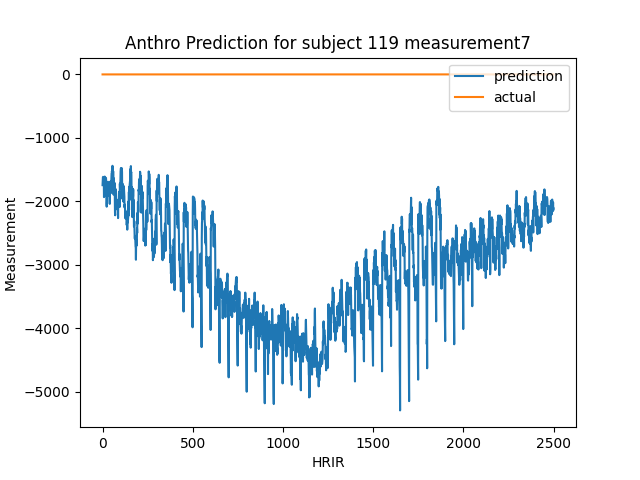 Anthro Prediction for subject 119 measurement7
prediction
actual
0
−1000
−2000
−3000
−4000
−5000
Measurement
0 500 1000 1500 2000 2500
HRIR